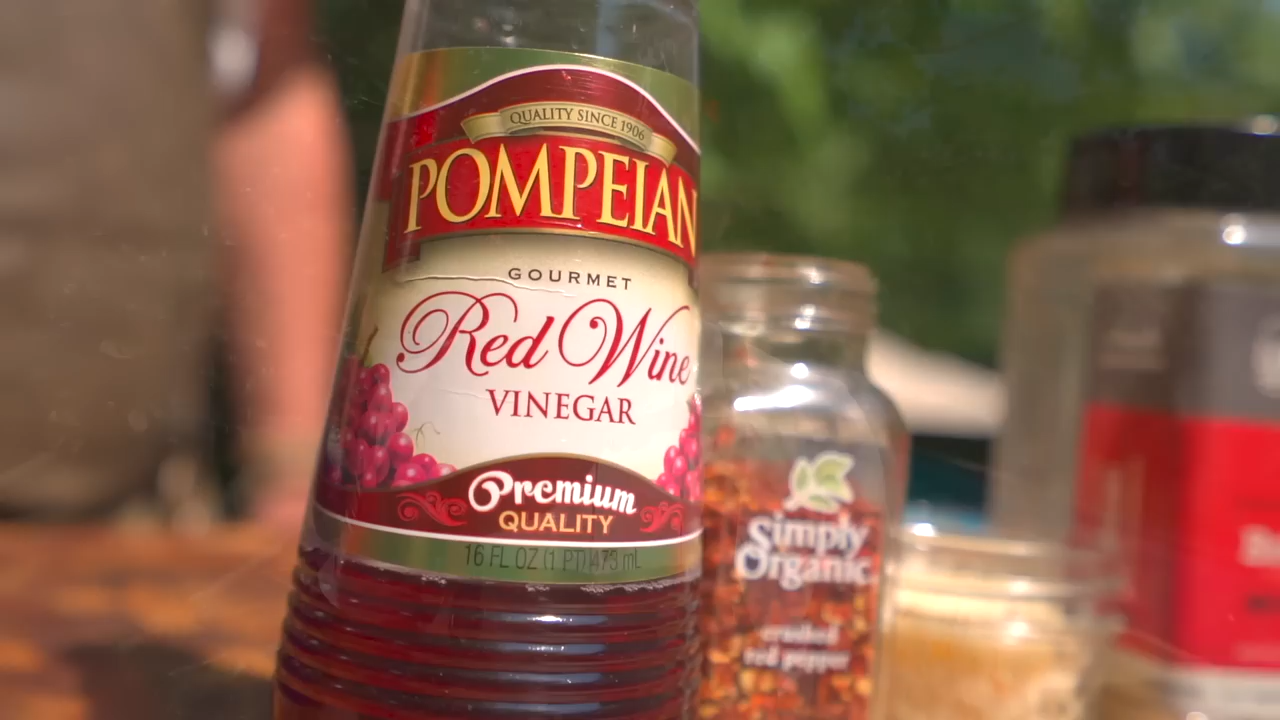 QUALITY SINCE 1906
POMPEIAN
GOURMET
Red Wine
VINEGAR
Premium
QUALITY
16 FL OZ (1 PT) 473 mL
Simply
Organic
crushed
red pepper